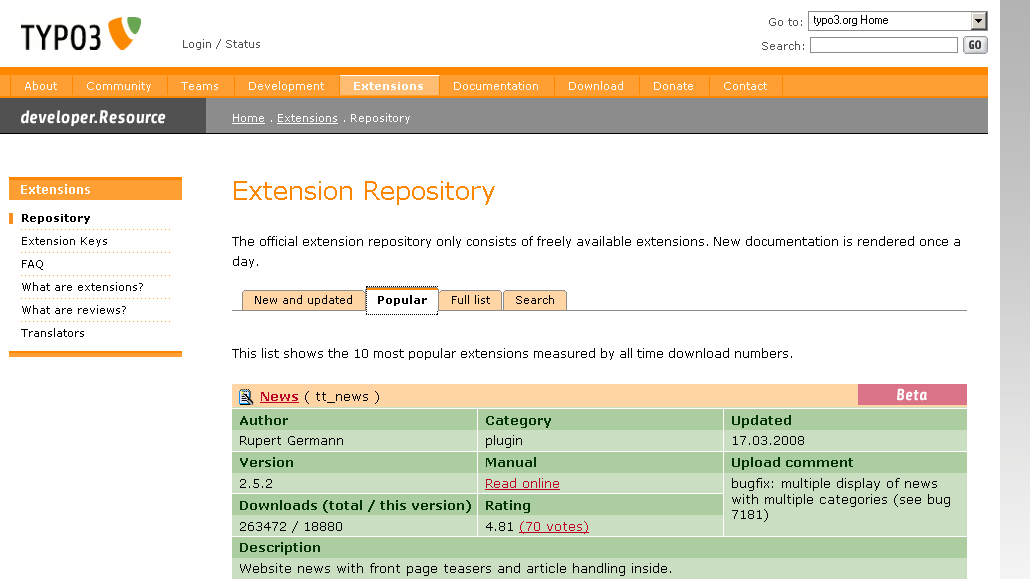 TYPO3
Login / Status
Go to: typo3.org Home
Search: GO
About Community Teams Development Extensions Documentation Download Donate Contact
developer.Resource
Home . Extensions . Repository
Extensions
Repository
Extension Keys
FAQ
What are extensions?
What are reviews?
Translators
Extension Repository
The official extension repository only consists of freely available extensions. New documentation is rendered once a
day.
New and updated Popular Full list Search
This list shows the 10 most popular extensions measured by all time download numbers.
News ( tt_news ) Beta
Author Category Updated
Rupert Germann plugin 17.03.2008
Version Manual Upload comment
2.5.2 Read online bugfix: multiple display of news
with multiple categories (see bug
7181)
Downloads (total / this version) Rating
263472 / 18880 4.81 (70 votes)
Description
Website news with front page teasers and article handling inside.